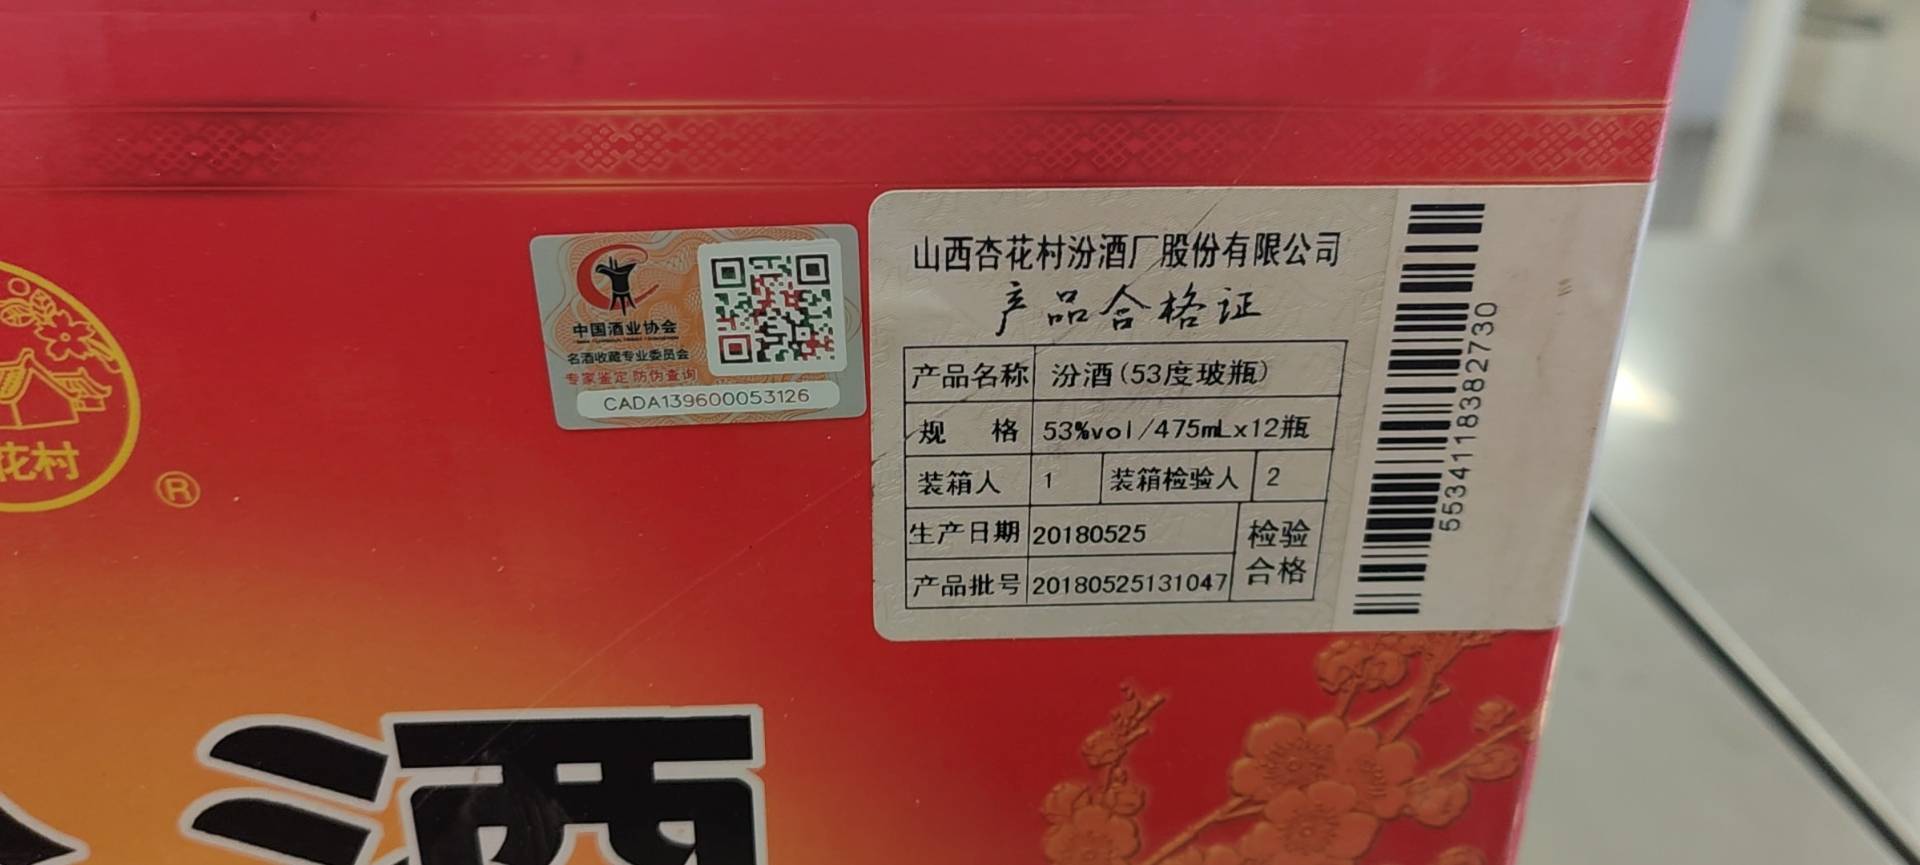 花村
®
中国酒业协会
名酒收藏专业委员会
专家鉴定 防伪查询
CADA139600053126
山西杏花村汾酒厂股份有限公司
产品合格证
产品名称 汾酒(53度玻瓶)
规 格 53%vol/475mLx12瓶
装箱人 1 装箱检验人 2
生产日期 20180525 检验
产品批号 20180525131047 合格
553411838382730
酒